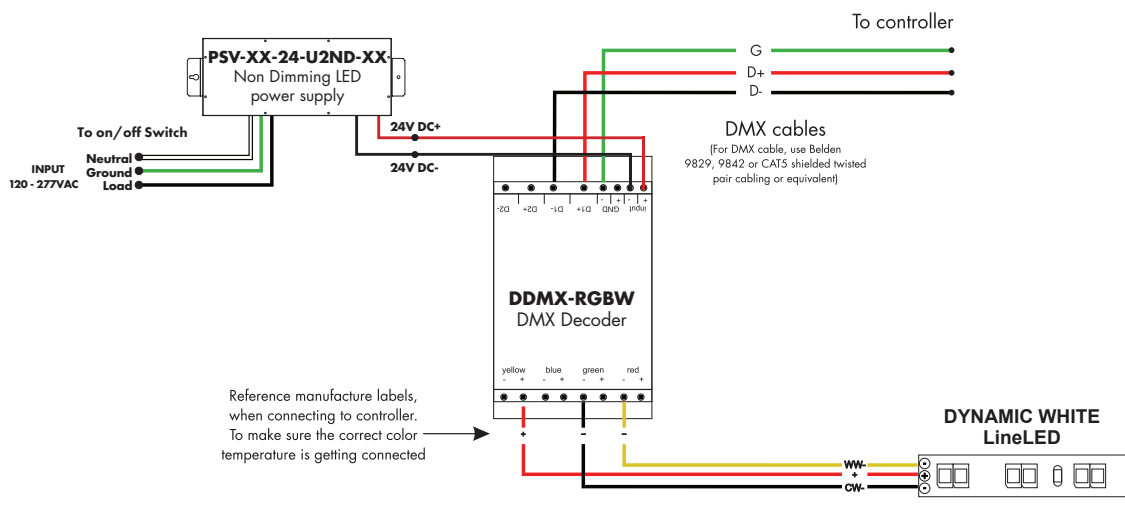 To controller
PSV-XX-24-U2ND-XX
Non Dimming LED
power supply
G
D+
D-
To on/off Switch
Neutral
Ground
Load
INPUT
120 - 277VAC
24V DC+
24V DC-
DMX cables
(For DMX cable, use Belden
9829, 9842 or CAT5 shielded twisted
pair cabling or equivalent)
D2- D2+ D1- D1+ - + - +
GND input
DDMX-RGBW
DMX Decoder
yellow blue green red
- + - + - + - +
Reference manufacture labels,
when connecting to controller.
To make sure the correct color
temperature is getting connected
+ - -
DYNAMIC WHITE
LineLED
WW- -
+ +
CW- -